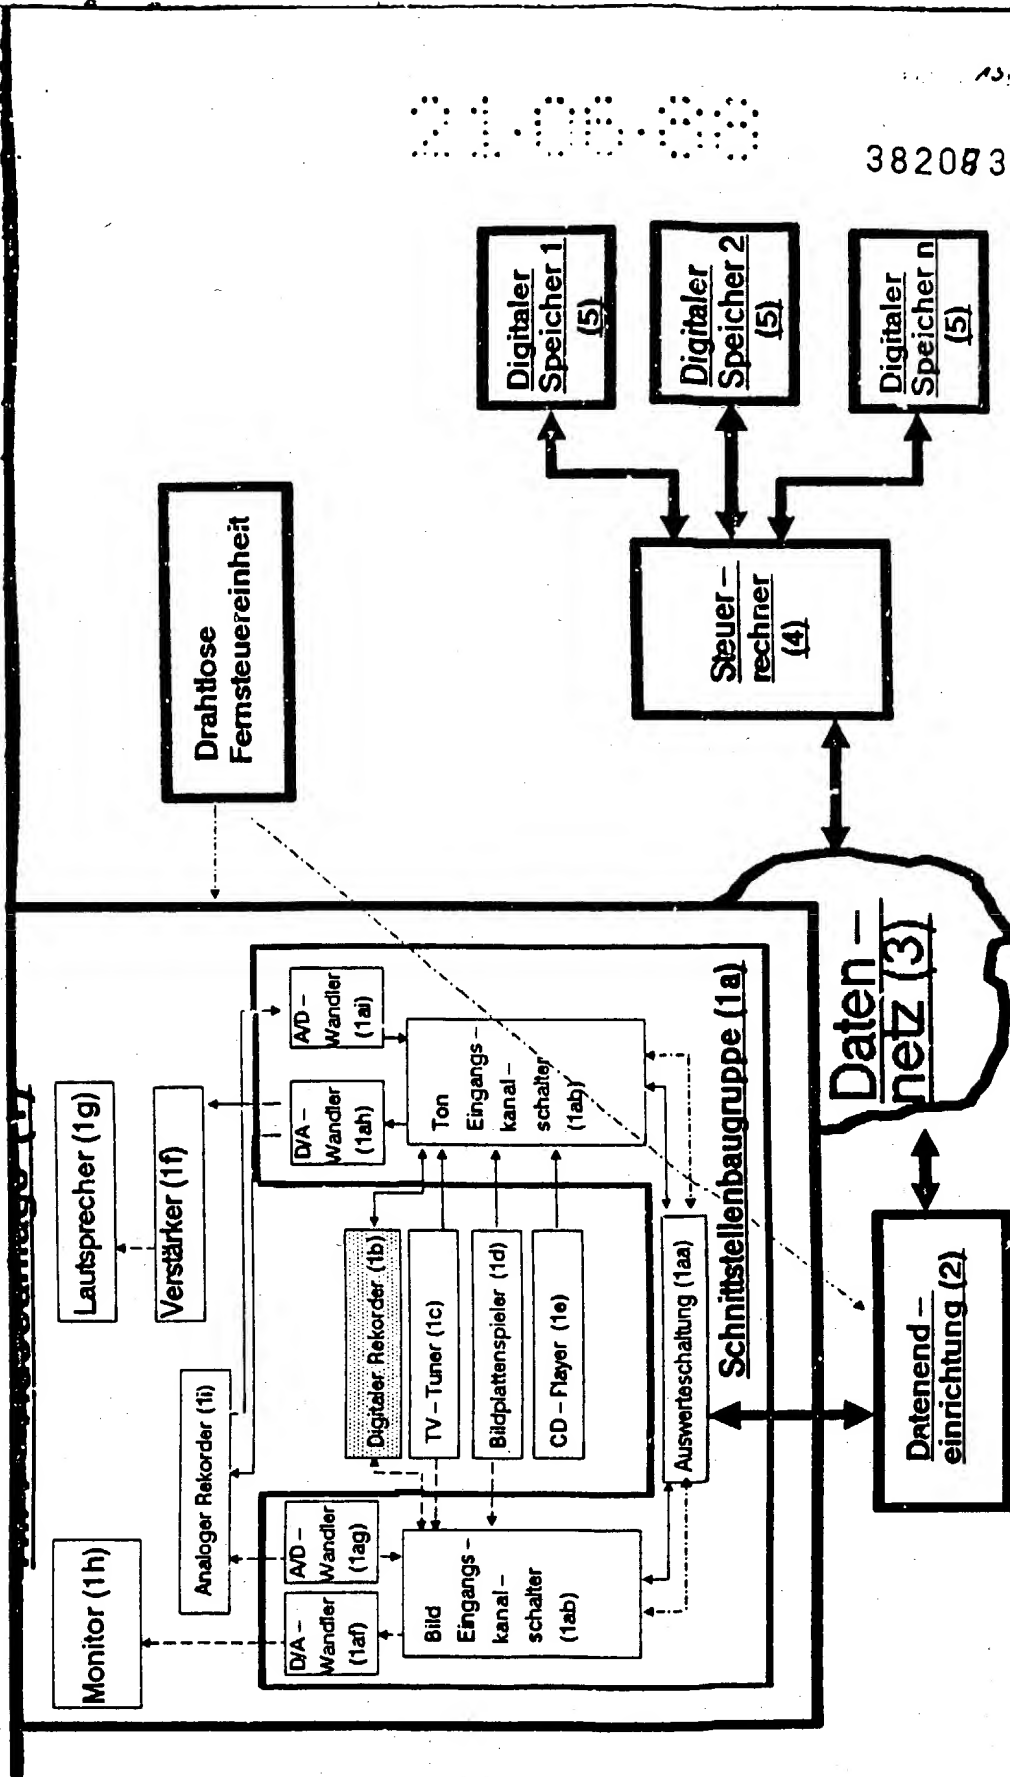 21·06·88
Monitor (1h)
Lautsprecher (1g)
Verstärker (1f)
Analoger Rekorder (1i)
D/A –
Wandler
(1af)
A/D –
Wandler
(1ag)
D/A –
Wandler
(1ah)
A/D –
Wandler
(1ai)
Bild
Eingangs –
kanal –
schalter
(1ab)
Digitaler Rekorder (1b)
TV – Tuner (1c)
Bildplattenspieler (1d)
CD – Player (1e)
Ton
Eingangs –
kanal –
schalter
(1ab)
Auswerteschaltung (1aa)
Schnittstellenbaugruppe (1a)
Drahtlose
Fernsteuereinheit
Datenend –
einrichtung (2)
Daten –
netz (3)
Steuer –
rechner
(4)
Digitaler
Speicher 1
(5)
Digitaler
Speicher 2
(5)
Digitaler
Speicher n
(5)